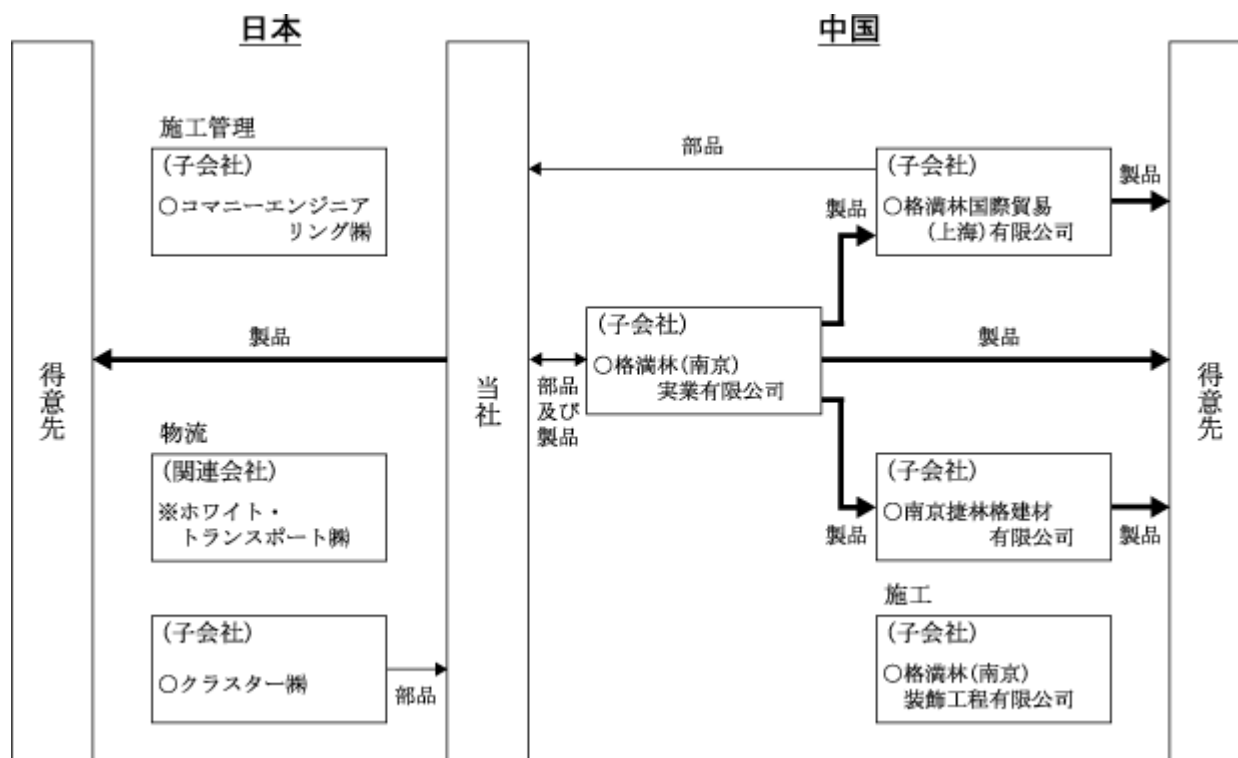 日本
中国
得意先
施工管理
(子会社)
○コマニーエンジニア
リング㈱
製品
物流
(関連会社)
※ホワイト・
トランスポート㈱
(子会社)
○クラスター㈱
部品
当社
部品
部品
及び
製品
(子会社)
○格満林(南京)
実業有限公司
製品
(子会社)
○格満林国際貿易
(上海)有限公司
製品
製品
製品
(子会社)
○南京捷林格建材
有限公司
製品
施工
(子会社)
○格満林(南京)
装飾工程有限公司
得意先